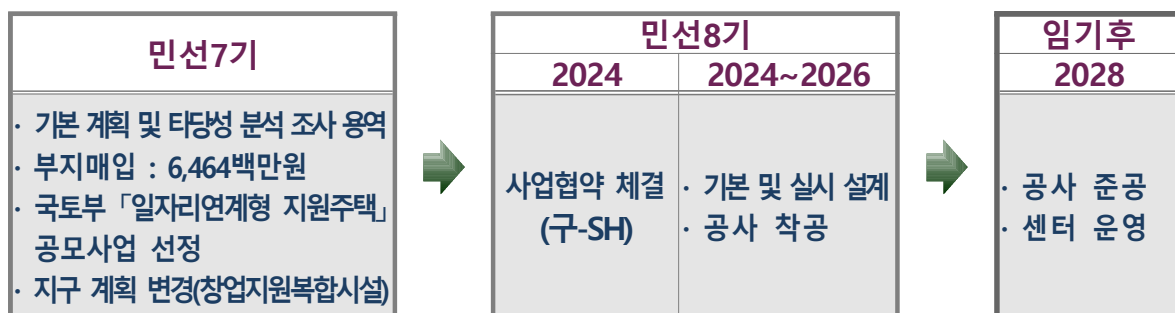 민선7기
· 기본 계획 및 타당성 분석 조사 용역
· 부지매입 : 6,464백만원
· 국토부「일자리연계형 지원주택」
공모사업 선정
· 지구 계획 변경(창업지원복합시설)
민선8기
2024
2024~2026
사업협약 체결
(구-SH)
· 기본 및 실시 설계
· 공사 착공
임기후
2028
· 공사 준공
· 센터 운영